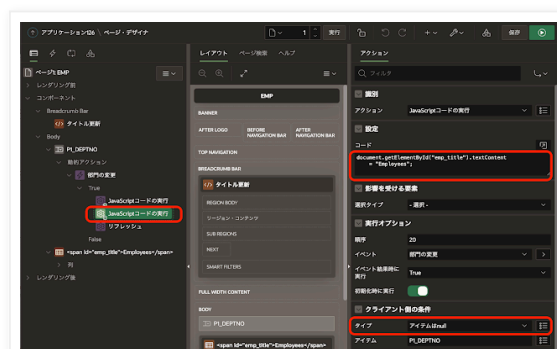 アプリケーション126 \ ページ・デザイナ
1
実行
保存
レイアウト
ページ検索
ヘルプ
アクション
ページ1: EMP
レンダリング前
コンポーネント
Breadcrumb Bar
タイトル更新
Body
P1_DEPTNO
動的アクション
部門の変更
True
JavaScriptコードの実行
JavaScriptコードの実行
リフレッシュ
False
<span id="emp_title">Employees</span>
列
レンダリング後
EMP
BANNER
AFTER LOGO
BEFORE NAVIGATION BAR
AFTER NAVIGATION BAR
TOP NAVIGATION
BREADCRUMB BAR
タイトル更新
REGION BODY
リージョン・コンテンツ
SUB REGIONS
NEXT
SMART FILTERS
FULL WIDTH CONTENT
BODY
P1_DEPTNO
<span id="emp_title">Employees</span>
フィルタ
識別
アクション
JavaScriptコードの実行
設定
コード
document.getElementById("emp_title").textContent
= "Employees";
影響を受ける要素
選択タイプ
- 選択 -
実行オプション
順序
20
イベント
部門の変更
イベント結果時に実行
True
初期化時に実行
クライアント側の条件
タイプ
アイテムはnull
アイテム
P1_DEPTNO